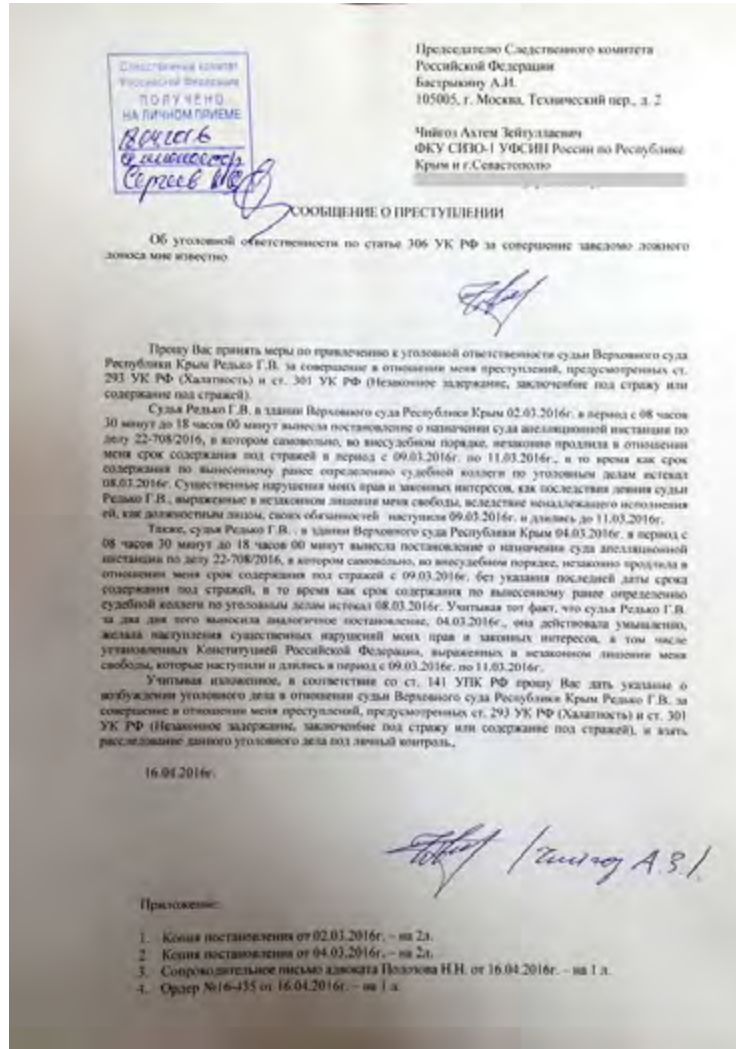 Следственный комитет
Российской Федерации
ПОЛУЧЕНО
НА ЛИЧНОМ ПРИЕМЕ
Сергеев
Председателю Следственного комитета
Российской Федерации
Бастрыкину А.И.
105005, г. Москва, Технический пер., д. 2
Чийгоз Ахтем Зейтуллаевич
ФКУ СИЗО-1 УФСИН России по Республике
Крым и г.Севастополю
СООБЩЕНИЕ О ПРЕСТУПЛЕНИИ
Об уголовной ответственности по статье 306 УК РФ за совершение заведомо ложного
доноса мне известно
Прошу Вас принять меры по привлечению к уголовной ответственности судьи Верховного суда
Республики Крым Редько Г.В. за совершение в отношении меня преступлений, предусмотренных ст.
293 УК РФ (Халатность) и ст. 301 УК РФ (Незаконное задержание, заключенбие под стражу или
содержание под стражей).
Судья Редько Г.В. в здании Верховного суда Республики Крым 02.03.2016г. в период с 08 часов
30 минут до 18 часов 00 минут вынесла постановление о назначении суда апелляционной инстанции по
делу 22-708/2016, в котором самовольно, во внесудебном порядке, незаконно продлила в отношении
меня срок содержания под стражей в период с 09.03.2016г. по 11.03.2016г., в то время как срок
содержания по вынесенному ранее определению судебной коллеги по уголовным делам истекал
08.03.2016г. Существенные нарушения моих прав и законных интересов, как последствия деяния судьи
Редько Г.В., выраженные в незаконном лишении меня свободы, вследствие ненадлежащего исполнения
ей, как должностным лицом, своих обязанностей наступили 09.03.2016г. и длились до 11.03.2016г.
Также, судья Редько Г.В. , в здании Верховного суда Республики Крым 04.03.2016г. в период с
08 часов 30 минут до 18 часов 00 минут вынесла постановление о назначении суда апелляционной
инстанции по делу 22-708/2016, в котором самовольно, во внесудебном порядке, незаконно продлила в
отношении меня срок содержания под стражей с 09.03.2016г. без указания последней даты срока
содержания под стражей, в то время как срок содержания по вынесенному ранее определению
судебной коллеги по уголовным делам истекал 08.03.2016г. Учитывая тот факт, что судья Редько Г.В.
за два дня того выносила аналогичное постановление, 04.03.2016г., она действовала умышленно,
желала наступления существенных нарушений моих прав и законных интересов, в том числе
установленных Конституцией Российской Федерации, выраженных в незаконном лишении меня
свободы, которые наступили и длились в период с 09.03.2016г. по 11.03.2016г.
Учитывая изложенное, в соответствие со ст. 141 УПК РФ прошу Вас дать указание о
возбуждении уголовного дела в отношении судьи Верховного суда Республики Крым Редько Г.В. за
совершение в отношении меня преступлений, предусмотренных ст. 293 УК РФ (Халатность) и ст. 301
УК РФ (Незаконное задержание, заключенбие под стражу или содержание под стражей), и взять
расследование данного уголовного дела под личный контроль.
16.04.2016г.
/Чийгоз А.З./
Приложение:
1. Копия постановления от 02.03.2016г. – на 2л.
2. Копия постановления от 04.03.2016г. – на 2л.
3. Сопроводительное письмо адвоката Полозова Н.Н. от 16.04.2016г. – на 1 л.
4. Ордер №16-435 от 16.04.2016г. – на 1 л.